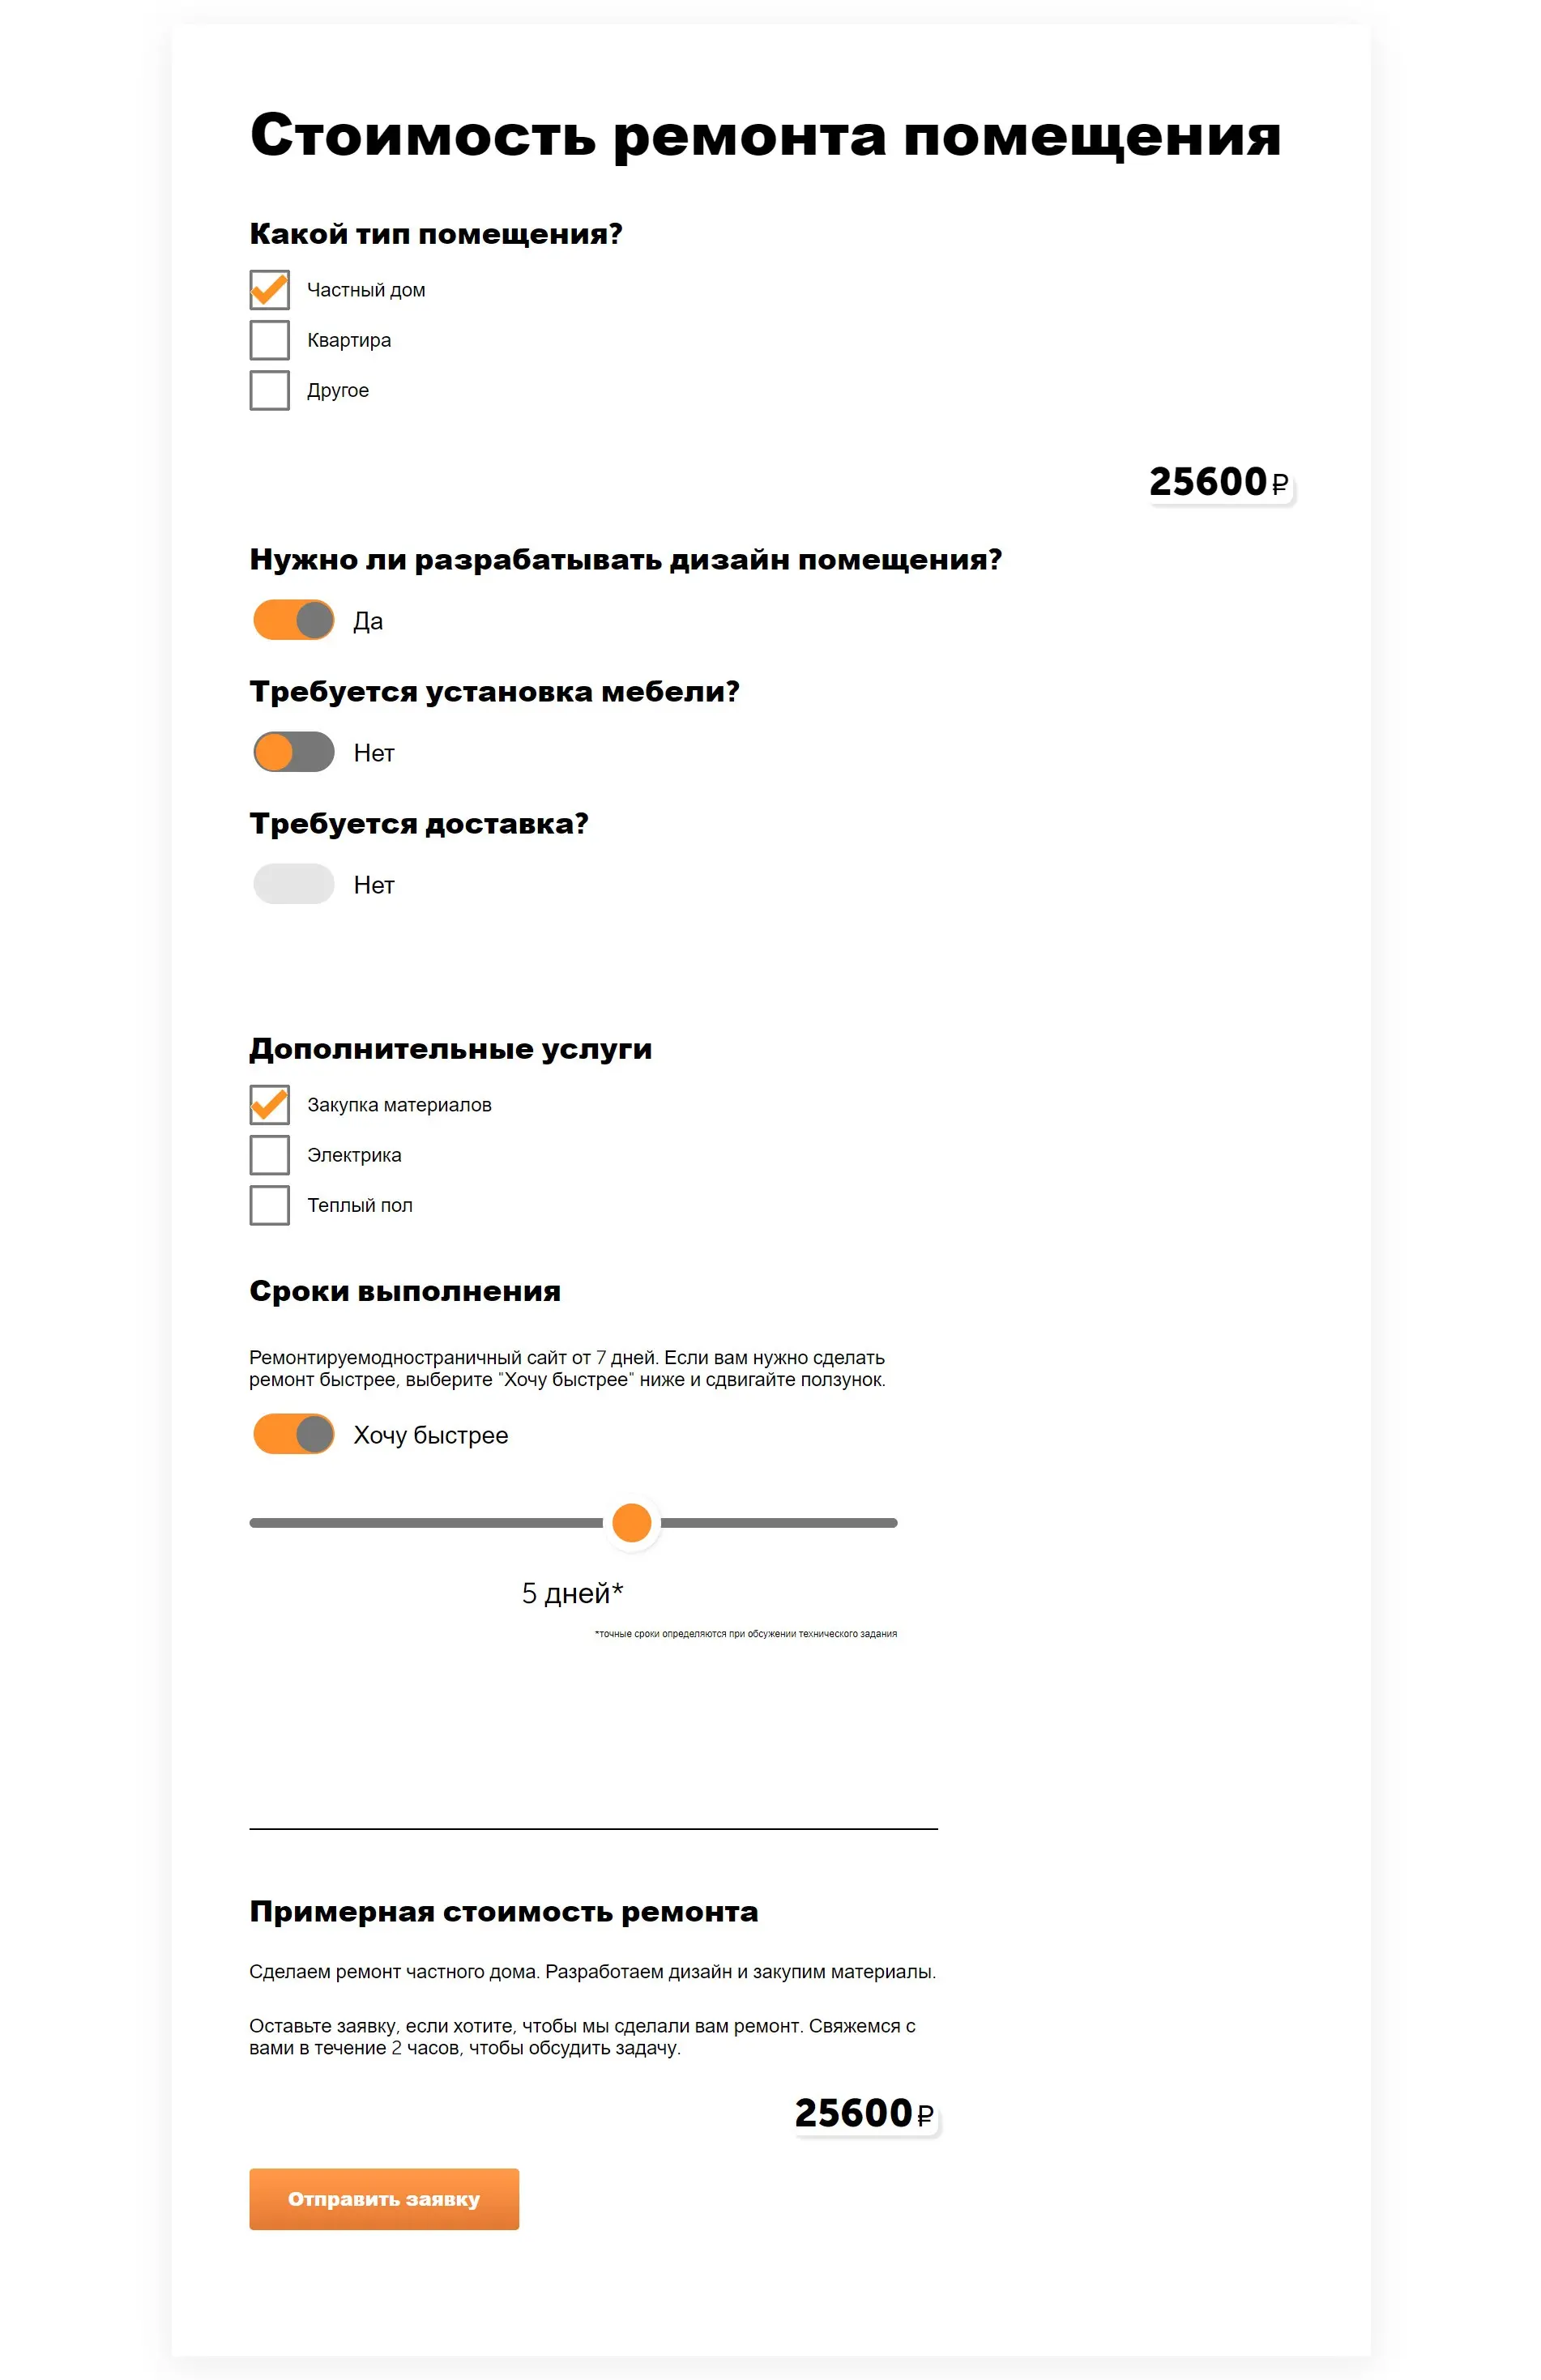 Стоимость ремонта помещения
Какой тип помещения?
Частный дом
Квартира
Другое
25600 ₽
Нужно ли разрабатывать дизайн помещения?
Да
Требуется установка мебели?
Нет
Требуется доставка?
Нет
Дополнительные услуги
Закупка материалов
Электрика
Теплый пол
Сроки выполнения
Ремонтируемодностраничный сайт от 7 дней. Если вам нужно сделать
ремонт быстрее, выберите "Хочу быстрее" ниже и сдвигайте ползунок.
Хочу быстрее
5 дней*
*точные сроки определяются при обсужении технического задания
Примерная стоимость ремонта
Сделаем ремонт частного дома. Разработаем дизайн и закупим материалы.
Оставьте заявку, если хотите, чтобы мы сделали вам ремонт. Свяжемся с
вами в течение 2 часов, чтобы обсудить задачу.
25600 ₽
Отправить заявку